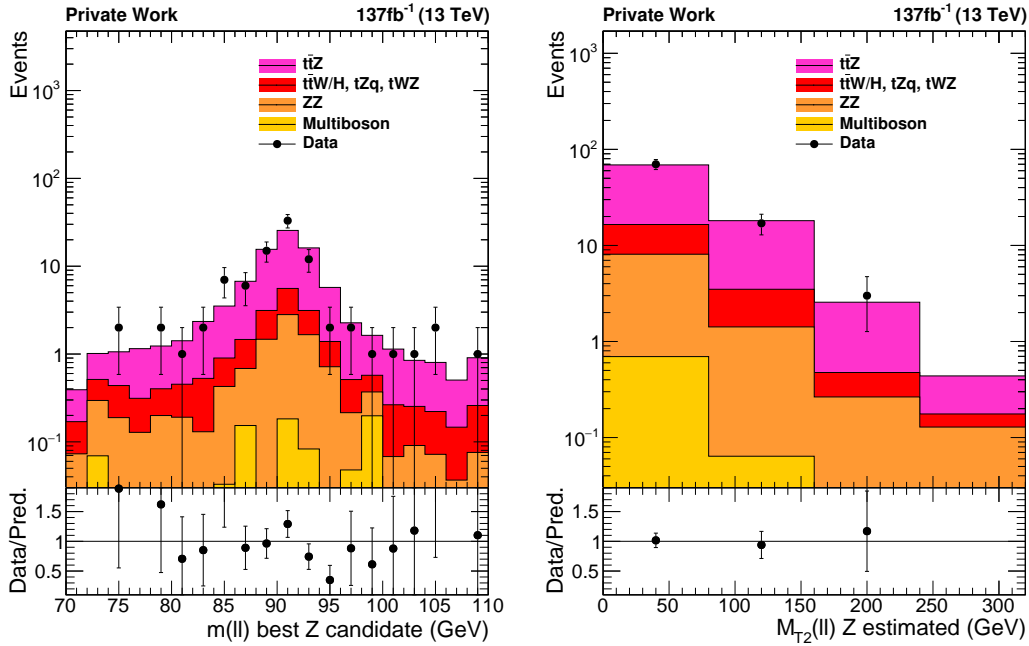 Private Work 137fb⁻¹ (13 TeV)
Events
10³
10²
10
1
10⁻¹
tt̄Z
tt̄W/H, tZq, tWZ
ZZ
Multiboson
Data
Data/Pred.
1.5
1
0.5
70 75 80 85 90 95 100 105 110
m(ll) best Z candidate (GeV)
Private Work 137fb⁻¹ (13 TeV)
Events
10³
10²
10
1
10⁻¹
tt̄Z
tt̄W/H, tZq, tWZ
ZZ
Multiboson
Data
Data/Pred.
1.5
1
0.5
0 50 100 150 200 250 300
M_T2(ll) Z estimated (GeV)